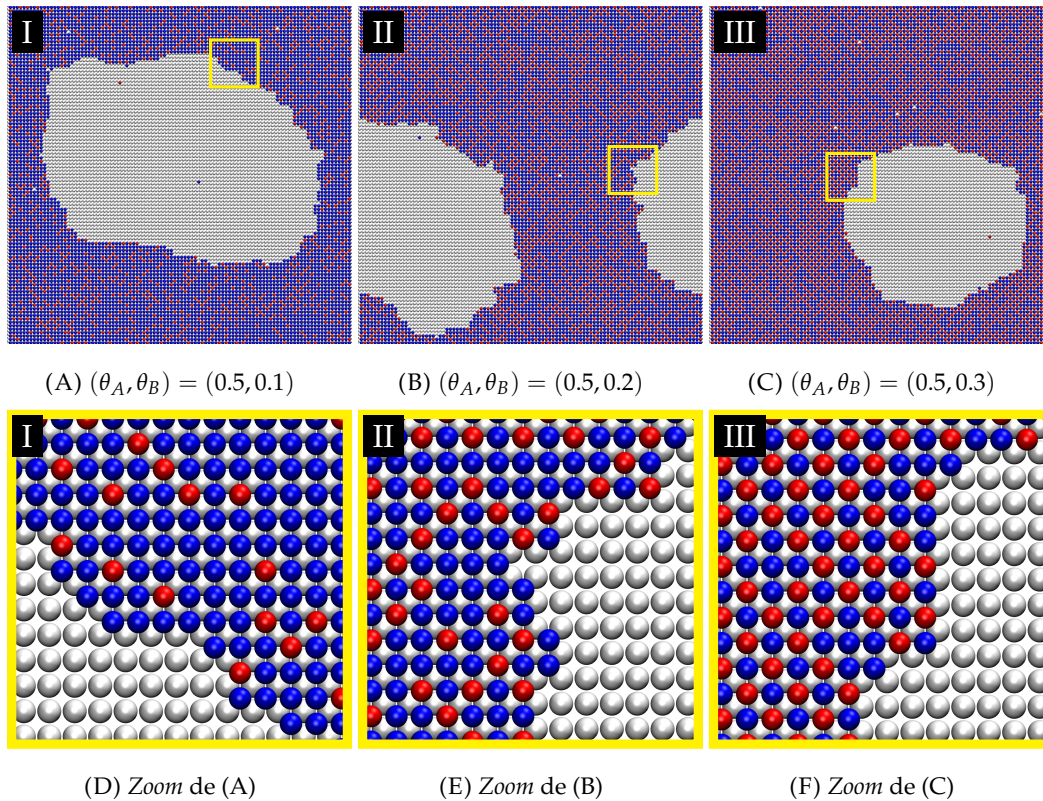 I II III
(A) (θ_A, θ_B) = (0.5, 0.1) (B) (θ_A, θ_B) = (0.5, 0.2) (C) (θ_A, θ_B) = (0.5, 0.3)
I II III
(D) Zoom de (A) (E) Zoom de (B) (F) Zoom de (C)